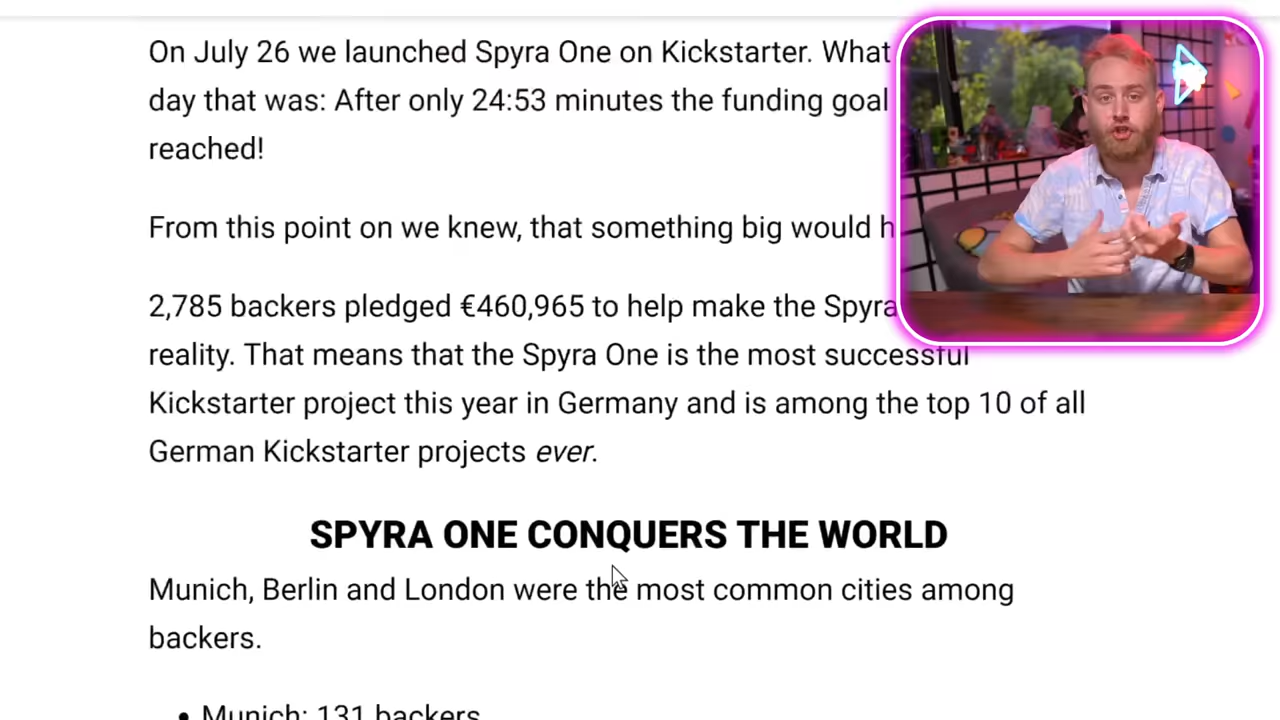 On July 26 we launched Spyra One on Kickstarter. What
day that was: After only 24:53 minutes the funding goal
reached!
From this point on we knew, that something big would h
2,785 backers pledged €460,965 to help make the Spyra
reality. That means that the Spyra One is the most successful
Kickstarter project this year in Germany and is among the top 10 of all
German Kickstarter projects ever.
SPYRA ONE CONQUERS THE WORLD
Munich, Berlin and London were the most common cities among
backers.
• Munich: 131 backers